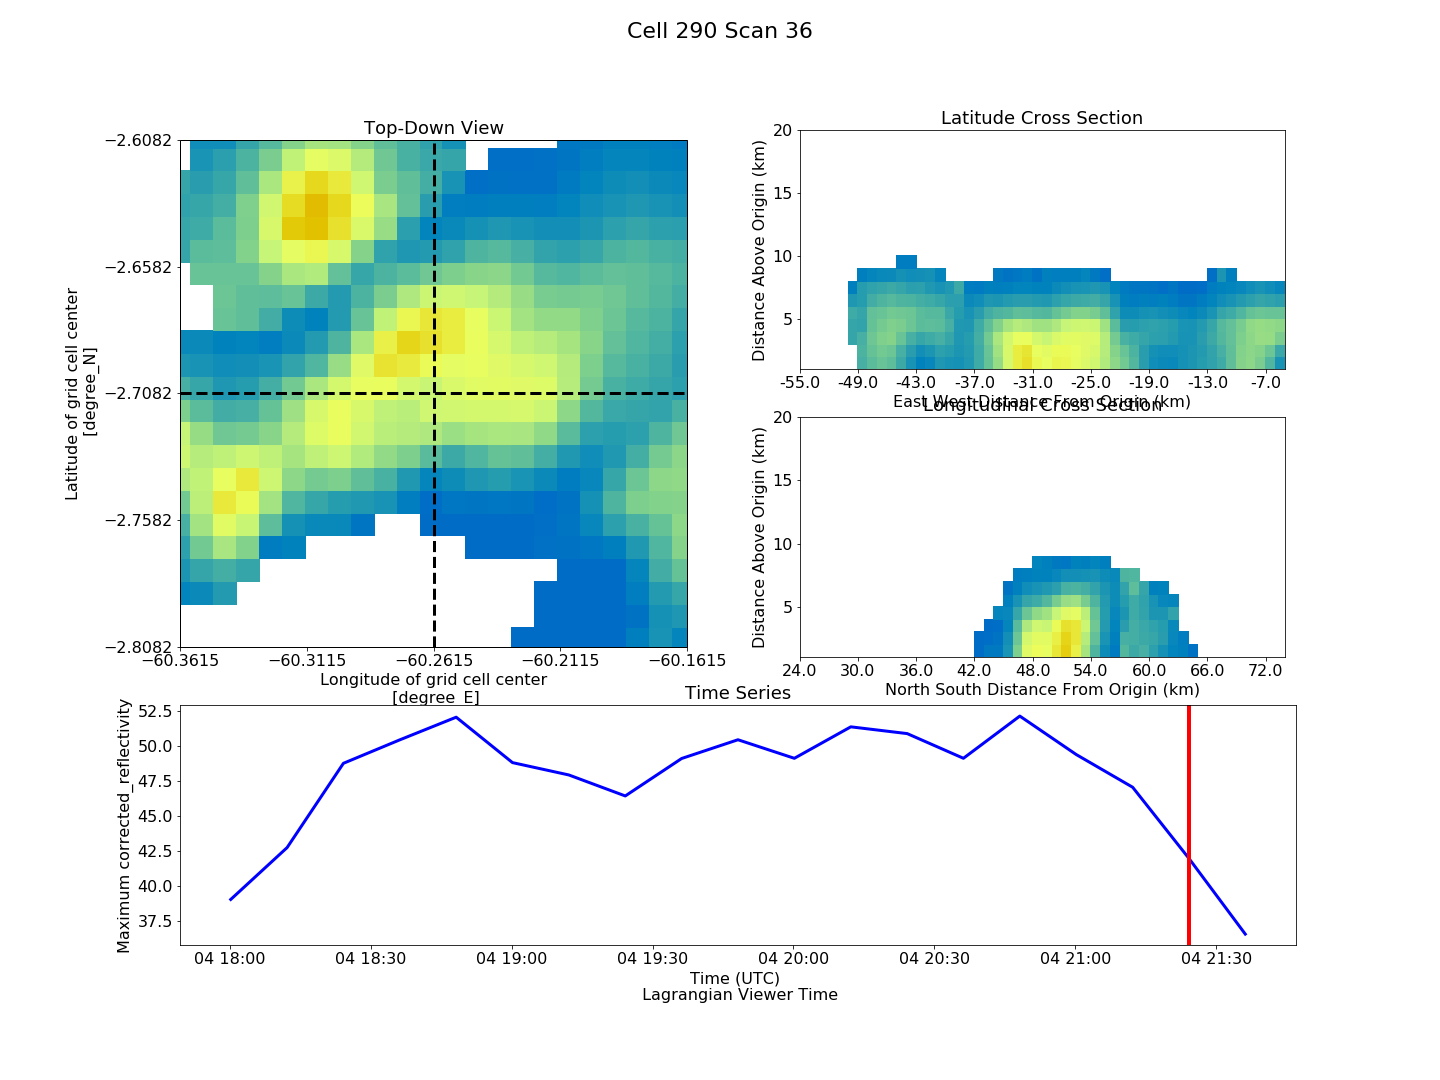 Cell 290 Scan 36
Top-Down View
−2.6082
−2.6582
−2.7082
−2.7582
−2.8082
Latitude of grid cell center
[degree_N]
−60.3615 −60.3115 −60.2615 −60.2115 −60.1615
Longitude of grid cell center
[degree_E]
Latitude Cross Section
20
15
10
5
Distance Above Origin (km)
-55.0 -49.0 -43.0 -37.0 -31.0 -25.0 -19.0 -13.0 -7.0
East West Distance From Origin (km)
Longitudinal Cross Section
20
15
10
5
Distance Above Origin (km)
24.0 30.0 36.0 42.0 48.0 54.0 60.0 66.0 72.0
North South Distance From Origin (km)
Time Series
52.5
50.0
47.5
45.0
42.5
40.0
37.5
Maximum corrected_reflectivity
04 18:00 04 18:30 04 19:00 04 19:30 04 20:00 04 20:30 04 21:00 04 21:30
Time (UTC)
Lagrangian Viewer Time